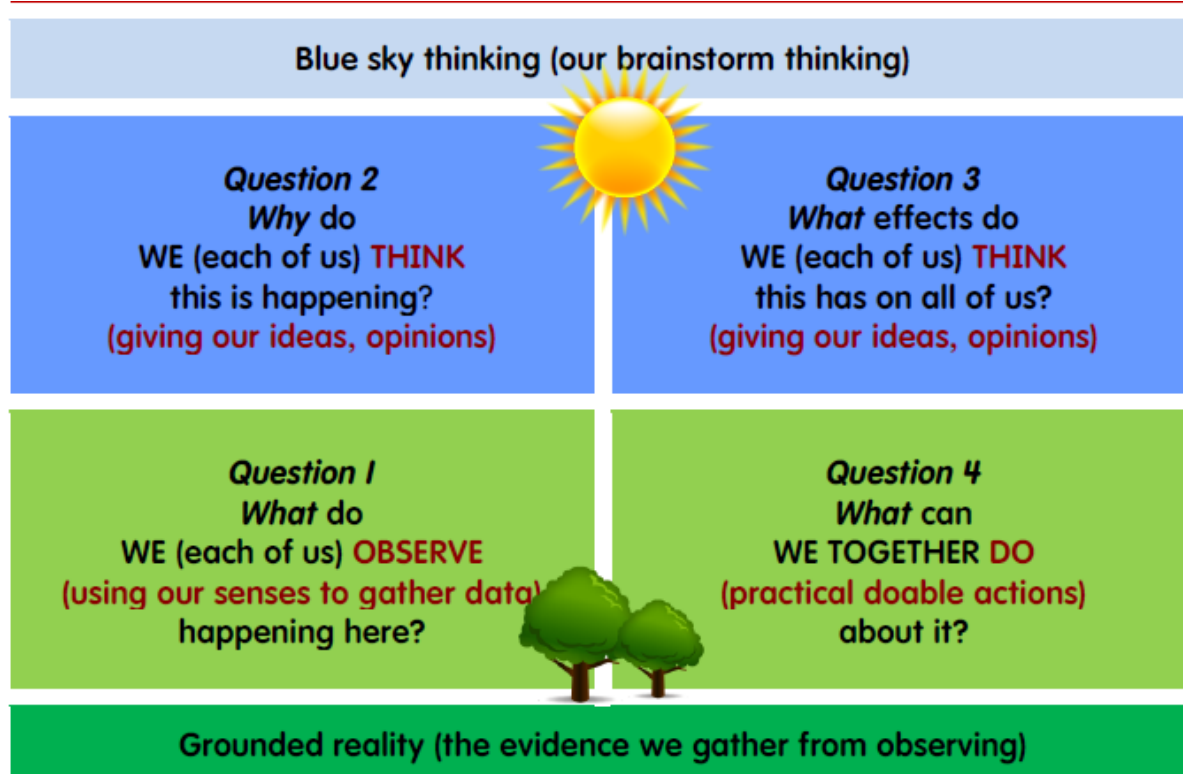 Blue sky thinking (our brainstorm thinking)
Question 2
Why do
WE (each of us) THINK
this is happening?
(giving our ideas, opinions)
Question 3
What effects do
WE (each of us) THINK
this has on all of us?
(giving our ideas, opinions)
Question 1
What do
WE (each of us) OBSERVE
(using our senses to gather data)
happening here?
Question 4
What can
WE TOGETHER DO
(practical doable actions)
about it?
Grounded reality (the evidence we gather from observing)